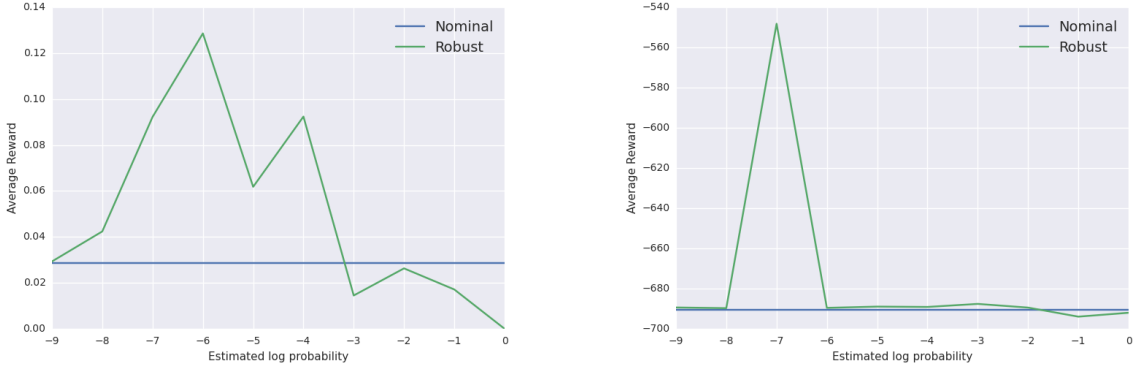 0.14
0.12
0.10
0.08
0.06
0.04
0.02
0.00
Average Reward
−9 −8 −7 −6 −5 −4 −3 −2 −1 0
Estimated log probability
Nominal
Robust
−540
−560
−580
−600
−620
−640
−660
−680
−700
Average Reward
−9 −8 −7 −6 −5 −4 −3 −2 −1 0
Estimated log probability
Nominal
Robust